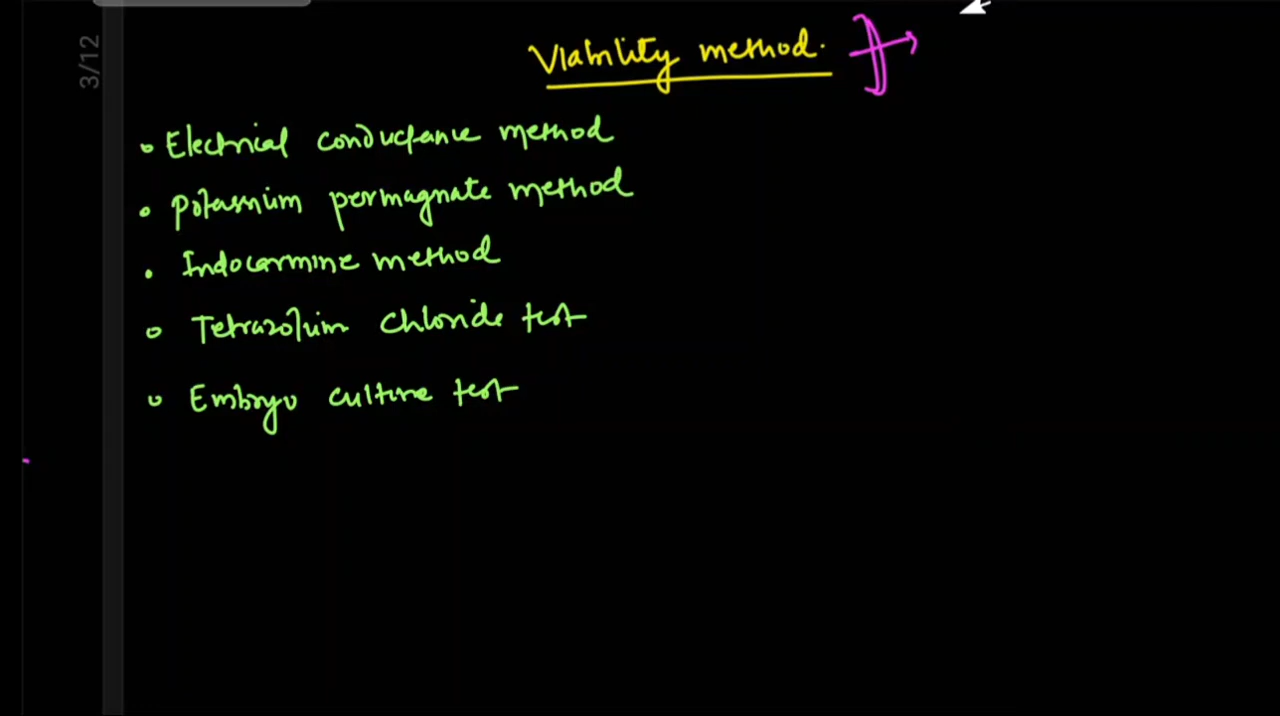 3/12
Viability method.
Electrical conductance method
Potassium permagnate method
Indocarmine method
Tetrazolium chloride test
Embryo culture test